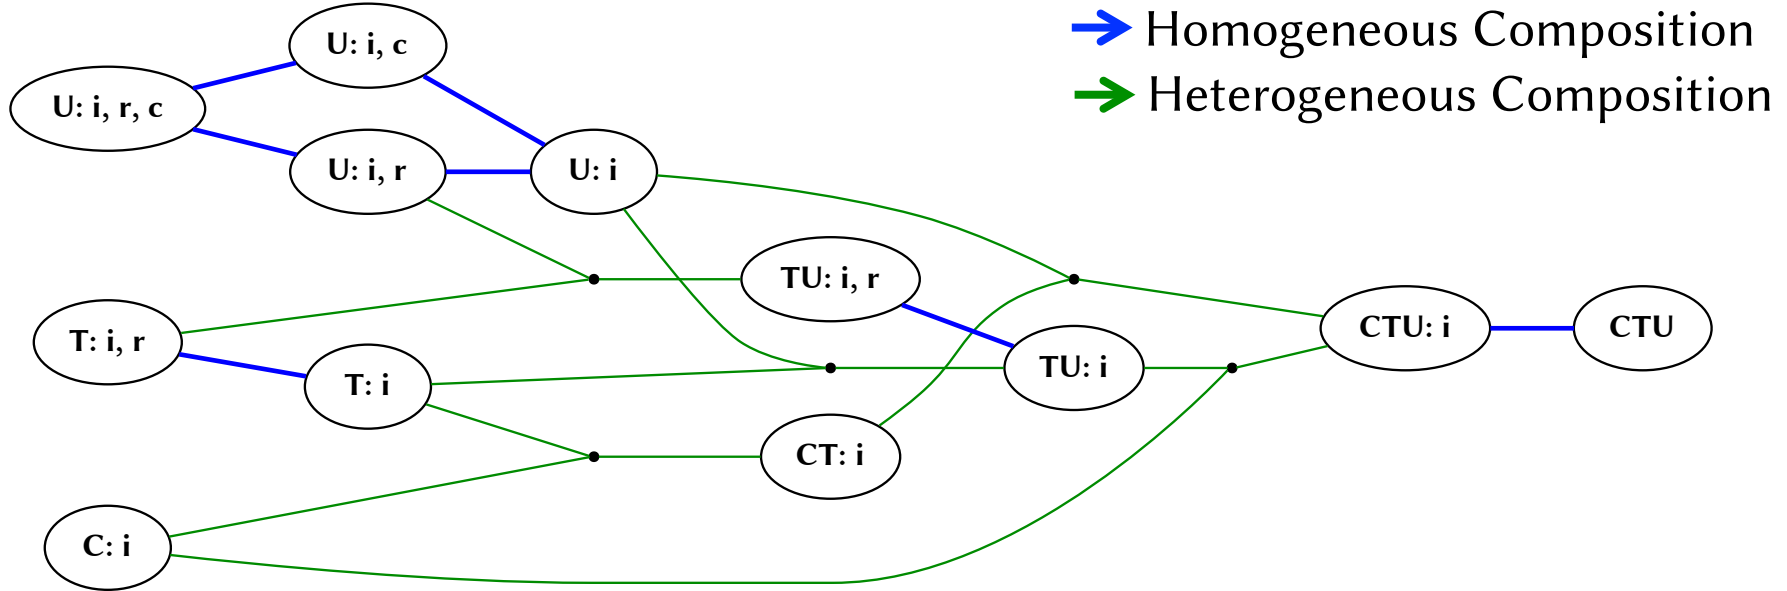 Homogeneous Composition
Heterogeneous Composition
U: i, c
U: i, r, c
U: i, r
U: i
TU: i, r
T: i, r
T: i
TU: i
CTU: i
CTU
CT: i
C: i